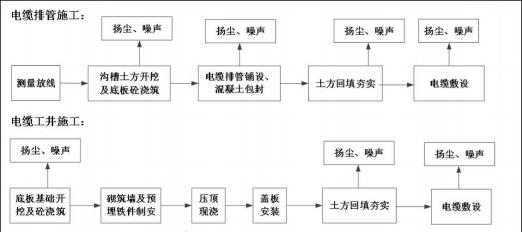 电缆排管施工：
扬尘、噪声
扬尘、噪声
扬尘、噪声
扬尘、噪声
测量放线
沟槽土方开挖
及底板砼浇筑
电缆排管铺设、
混凝土包封
土方回填夯实
电缆敷设
电缆工井施工：
扬尘、噪声
扬尘、噪声
扬尘、噪声
底板基础开
挖及砼浇筑
砌筑墙及预
埋铁件制安
压顶
现浇
盖板
安装
土方回填夯实
电缆敷设